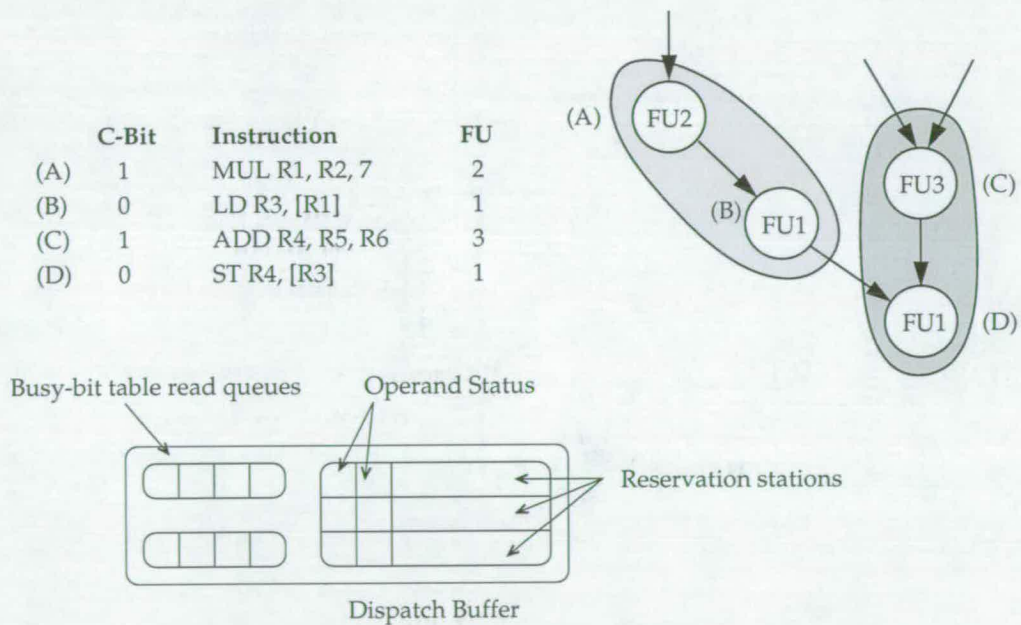 C-Bit Instruction FU
(A) 1 MUL R1, R2, 7 2
(B) 0 LD R3, [R1] 1
(C) 1 ADD R4, R5, R6 3
(D) 0 ST R4, [R3] 1
(A) FU2
(B) FU1
FU3 (C)
FU1 (D)
Busy-bit table read queues
Operand Status
Reservation stations
Dispatch Buffer